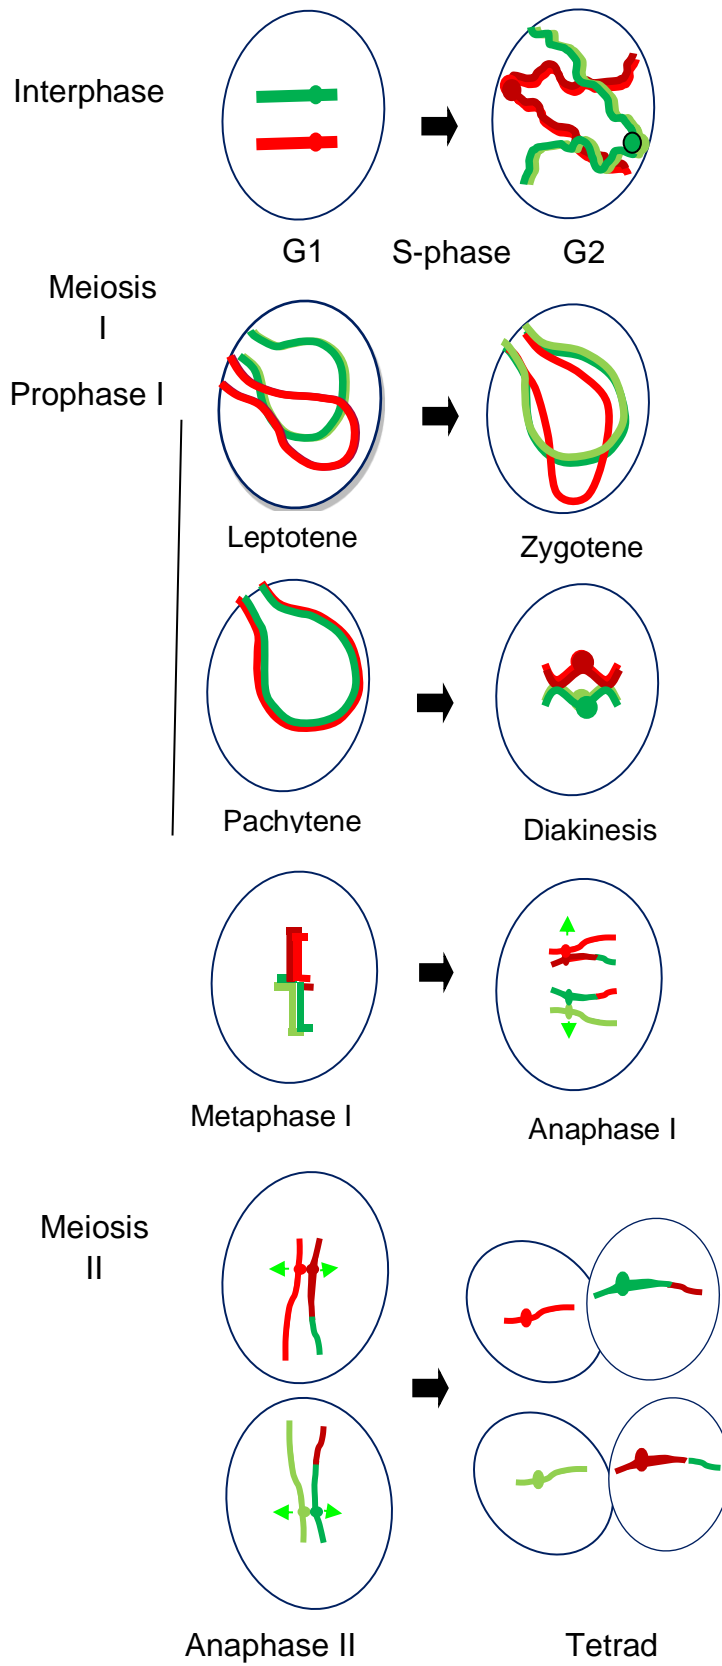 Interphase
G1 S-phase G2
Meiosis
I
Prophase I
Leptotene
Zygotene
Pachytene
Diakinesis
Metaphase I
Anaphase I
Meiosis
II
Anaphase II
Tetrad